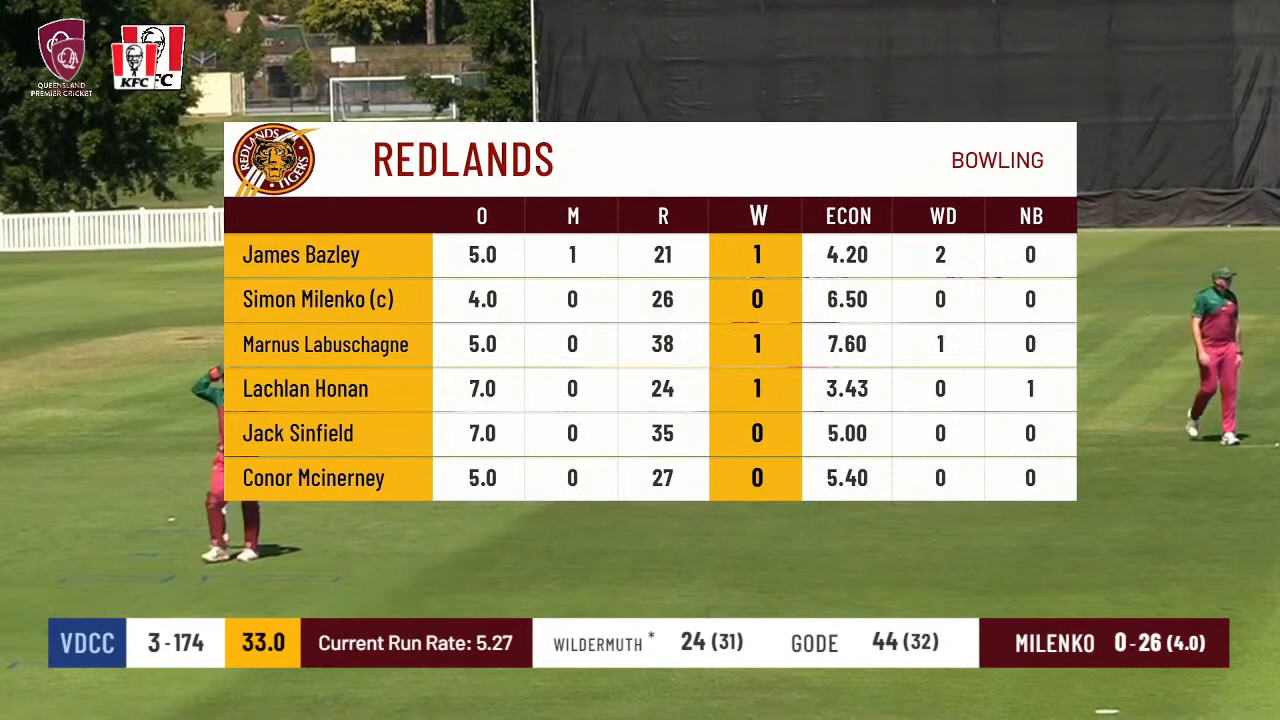 QUEENSLAND
PREMIER CRICKET
KFC
FC
REDLANDS
TIGERS
REDLANDS
BOWLING
O M R W ECON WD NB
James Bazley 5.0 1 21 1 4.20 2 0
Simon Milenko (c) 4.0 0 26 0 6.50 0 0
Marnus Labuschagne 5.0 0 38 1 7.60 1 0
Lachlan Honan 7.0 0 24 1 3.43 0 1
Jack Sinfield 7.0 0 35 0 5.00 0 0
Conor Mcinerney 5.0 0 27 0 5.40 0 0
VDCC 3-174 33.0 Current Run Rate: 5.27 WILDERMUTH* 24 (31) GODE 44 (32) MILENKO 0-26 (4.0)